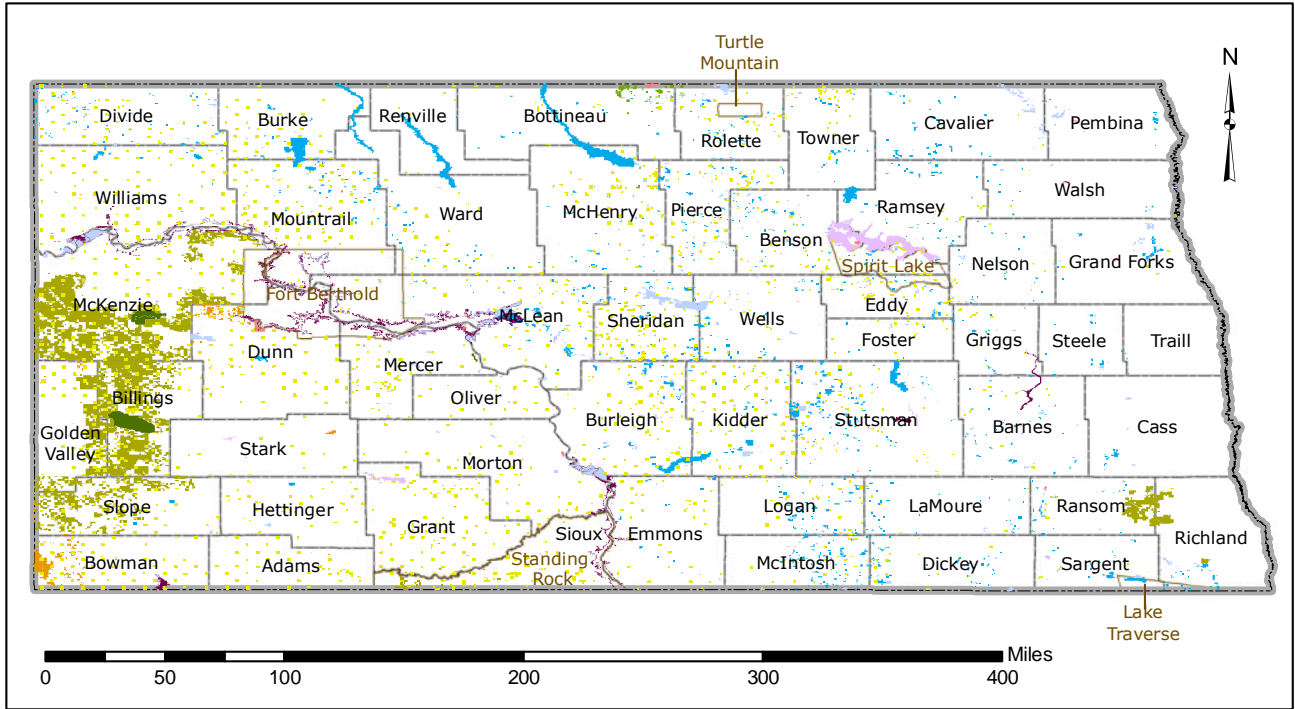 Turtle
Mountain
N
Divide
Burke
Renville
Bottineau
Rolette
Towner
Cavalier
Pembina
Williams
Mountrail
Ward
McHenry
Pierce
Benson
Ramsey
Walsh
Spirit Lake
Nelson
Grand Forks
McKenzie
Fort Berthold
McLean
Sheridan
Wells
Eddy
Foster
Griggs
Steele
Traill
Dunn
Mercer
Oliver
Billings
Golden
Valley
Stark
Morton
Burleigh
Kidder
Stutsman
Barnes
Cass
Slope
Hettinger
Grant
Sioux
Emmons
Logan
LaMoure
Ransom
Richland
Bowman
Adams
Standing
Rock
McIntosh
Dickey
Sargent
Lake
Traverse
Miles
0 50 100 200 300 400